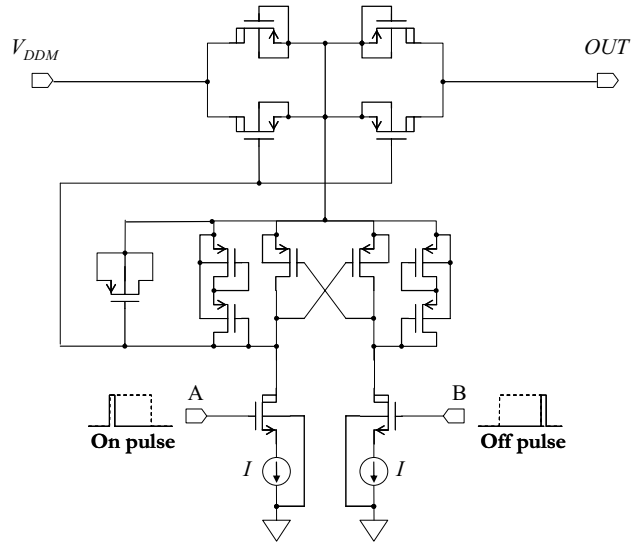 V_DDM
OUT
A
B
On pulse
I
I
Off pulse